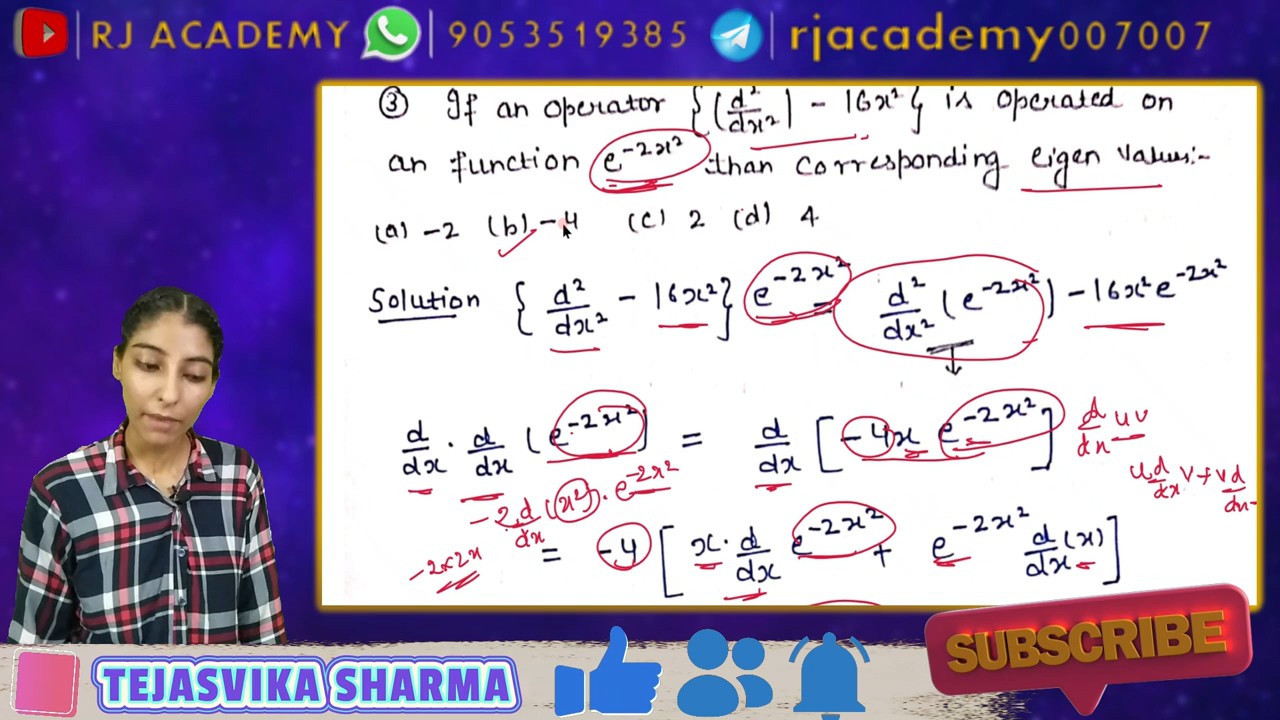 RJ ACADEMY | 9053519385 | rjacademy007007
③ If an operator {(d²/dx²) - 16x²} is operated on
an function e^-2x² than corresponding eigen values:-
(a) -2 (b) -4 (c) 2 (d) 4
Solution {d²/dx² - 16x²} e^-2x² = d²/dx² (e^-2x²) - 16x² e^-2x²
d/dx · d/dx (e^-2x²) = d/dx [-4x e^-2x²] d/dx uv
u d/dx v + v d/dx
-2 d/dx (x²) · e^-2x²
-2×2x = -4 [x · d/dx e^-2x² + e^-2x² d/dx (x)]
SUBSCRIBE
TEJASVIKA SHARMA